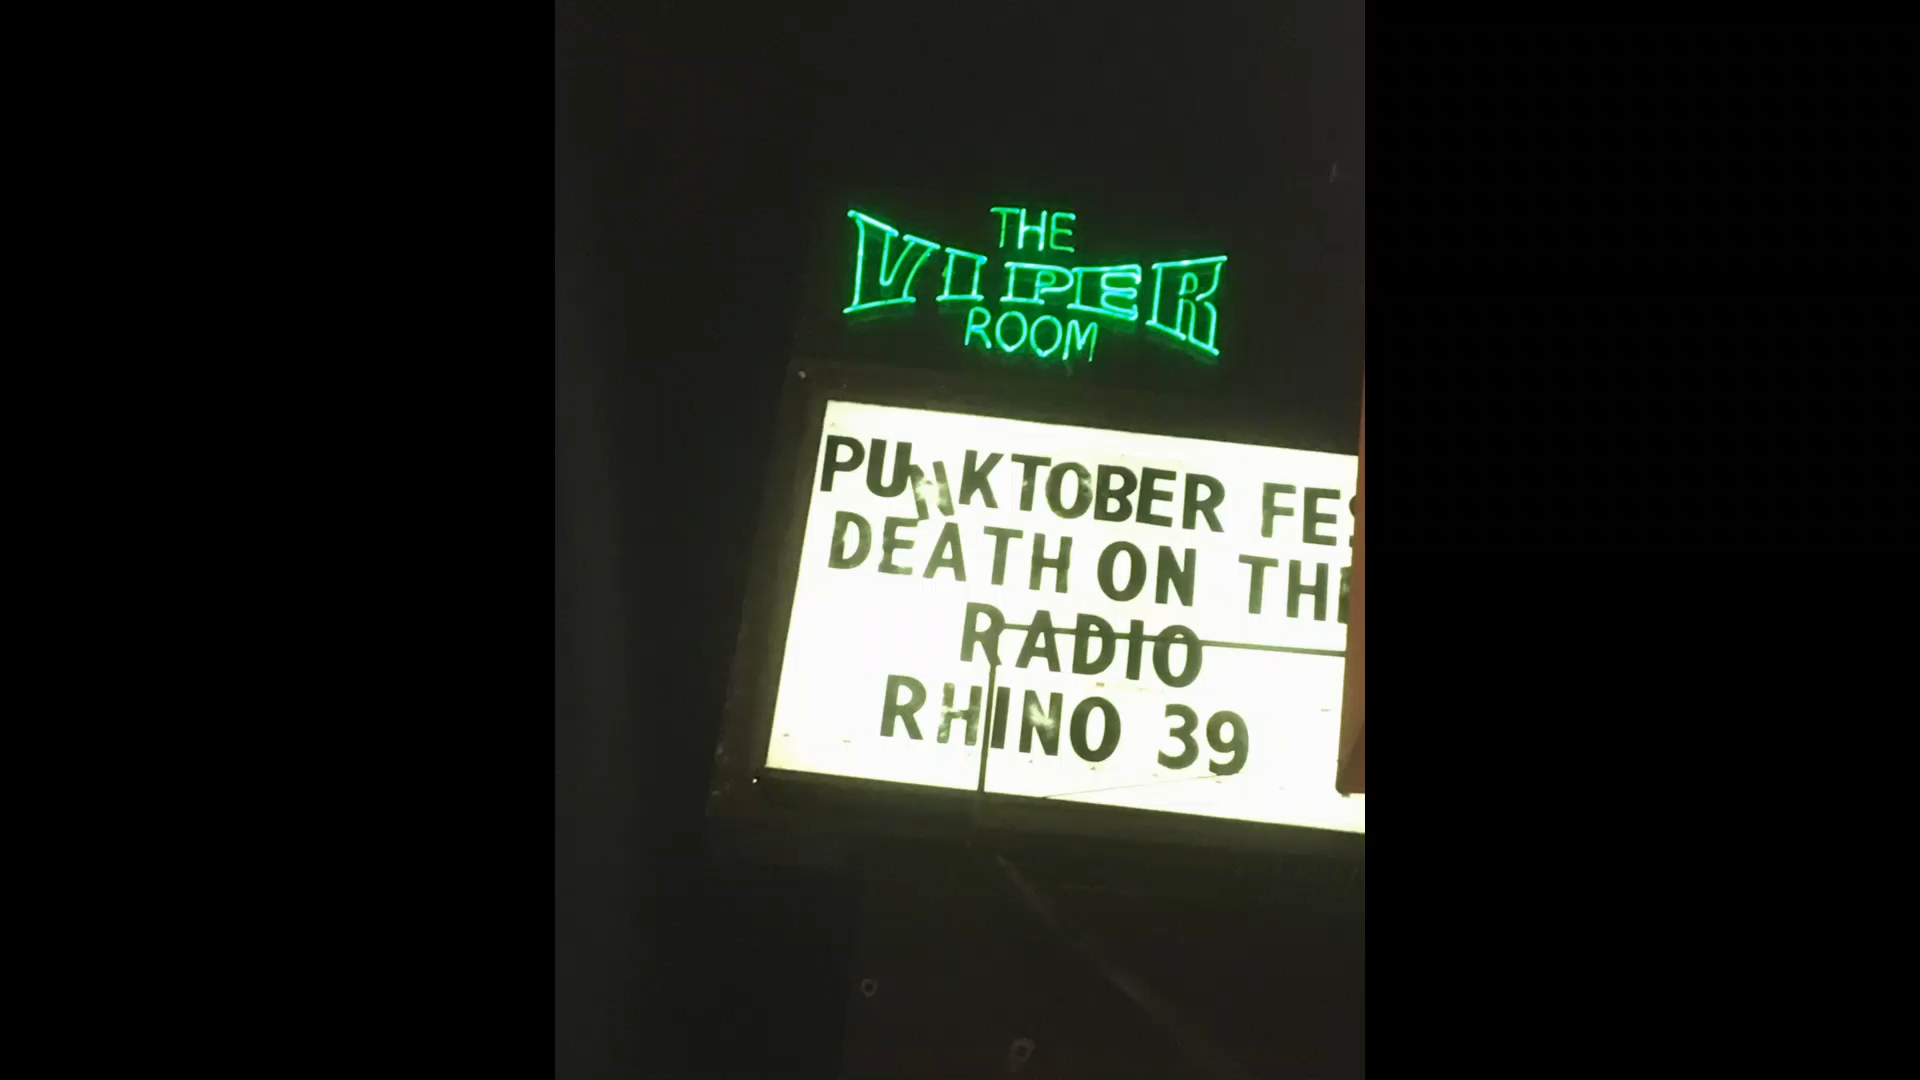 THE
VIPER
ROOM
PUNKTOBER FES
DEATH ON THE
RADIO
RHINO 39